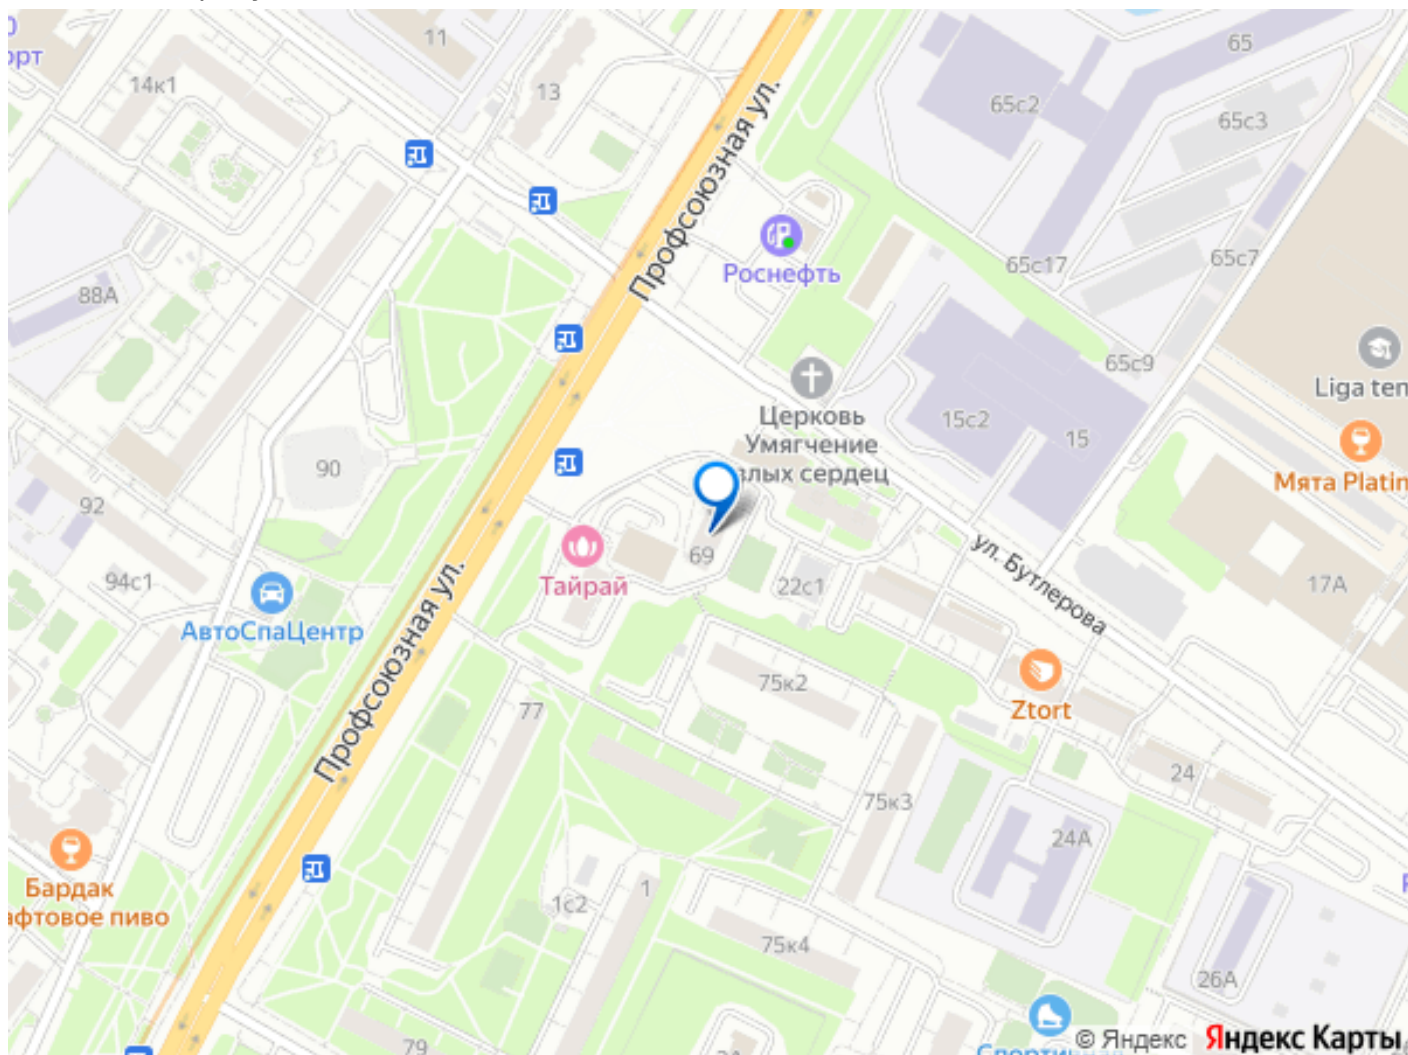 орт
11
14к1
13
65
65с2
65с3
Профсоюзная ул.
Роснефть
65с17
65с7
88А
65с9
Liga ten
Церковь
Умягчение
злых сердец
15с2
15
90
Мята Platin
92
69
Тайрай
22с1
ул. Бутлерова
17А
94с1
АвтоСпаЦентр
Профсоюзная ул.
75к2
Ztort
77
24
75к3
24А
Бардак
афтовое пиво
1с2
1
75к4
26А
79
© Яндекс
Яндекс Карты